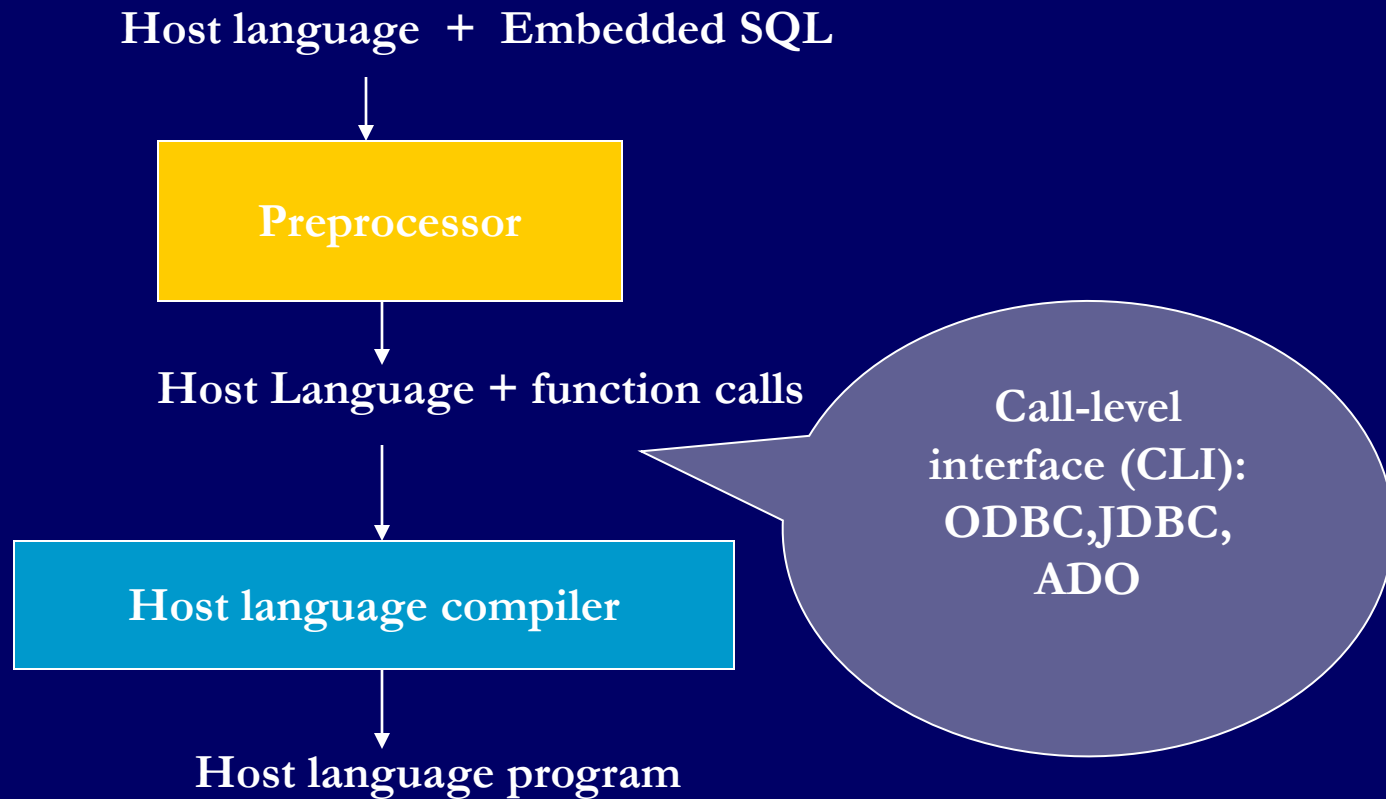 Host language + Embedded SQL
Preprocessor
Host Language + function calls
Call-level
interface (CLI):
ODBC,JDBC,
ADO
Host language compiler
Host language program